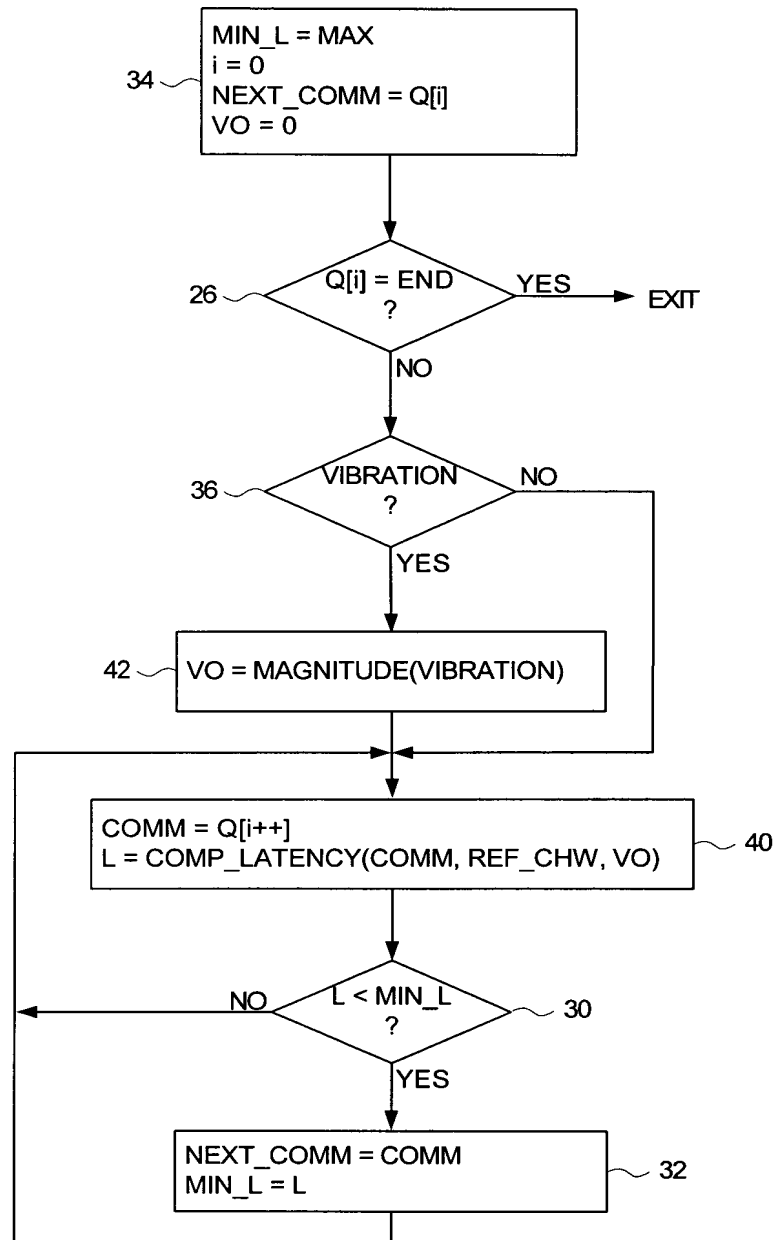 MIN_L = MAX
i = 0
NEXT_COMM = Q[i]
VO = 0
34
Q[i] = END
?
26
YES
EXIT
NO
VIBRATION
?
36
NO
YES
VO = MAGNITUDE(VIBRATION)
42
COMM = Q[i++]
L = COMP_LATENCY(COMM, REF_CHW, VO)
40
L < MIN_L
?
NO
30
YES
NEXT_COMM = COMM
MIN_L = L
32